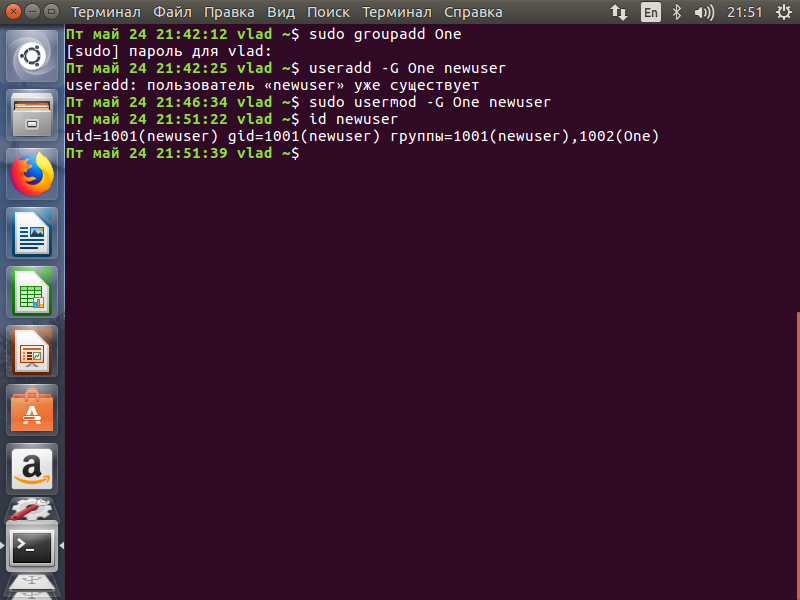 Терминал Файл Правка Вид Поиск Терминал Справка En 21:51
Пт май 24 21:42:12 vlad ~$ sudo groupadd One
[sudo] пароль для vlad:
Пт май 24 21:42:25 vlad ~$ useradd -G One newuser
useradd: пользователь «newuser» уже существует
Пт май 24 21:46:34 vlad ~$ sudo usermod -G One newuser
Пт май 24 21:51:22 vlad ~$ id newuser
uid=1001(newuser) gid=1001(newuser) группы=1001(newuser),1002(One)
Пт май 24 21:51:39 vlad ~$